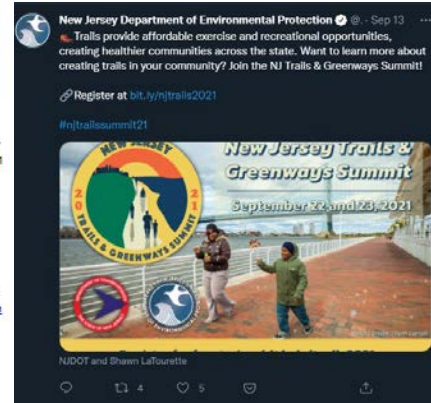 New Jersey Department of Environmental Protection @. · Sep 13 ...
Trails provide affordable exercise and recreational opportunities,
creating healthier communities across the state. Want to learn more about
creating trails in your community? Join the NJ Trails & Greenways Summit!
Register at bit.ly/njtrails2021
#njtrailssummit21
New Jersey Trails &
Greenways Summit
September 22 and 23, 2021
NEW JERSEY
20
21
TRAILS & GREENWAYS SUMMIT
NJDOT and Shawn LaTourette
4
5